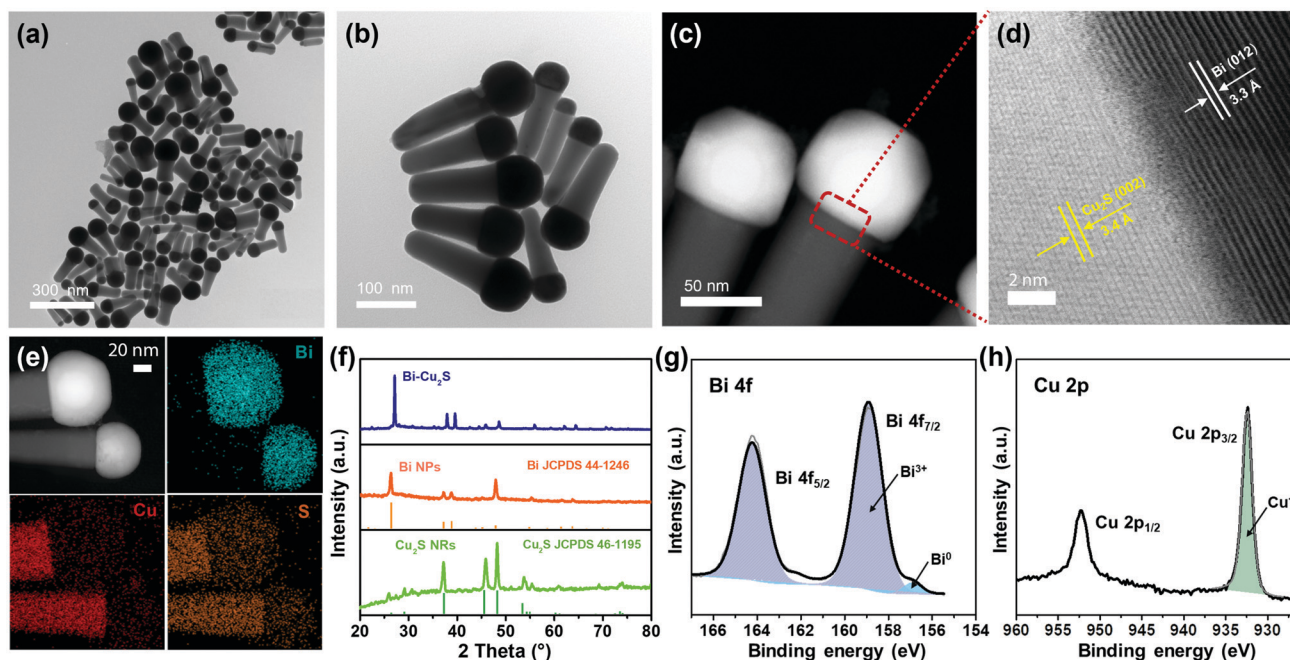 (a)
300 nm
(b)
100 nm
(c)
50 nm
(d)
Bi (012)
3.3 Å
Cu₂S (002)
3.4 Å
2 nm
(e)
20 nm
Bi
Cu
S
(f)
Bi-Cu₂S
Bi NPs
Bi JCPDS 44-1246
Cu₂S NRs
Cu₂S JCPDS 46-1195
Intensity (a.u.)
20 30 40 50 60 70 80
2 Theta (°)
(g)
Bi 4f
Bi 4f₇/₂
Bi 4f₅/₂
Bi³⁺
Bi⁰
Intensity (a.u.)
166 164 162 160 158 156 154
Binding energy (eV)
(h)
Cu 2p
Cu 2p₃/₂
Cu 2p₁/₂
Intensity (a.u.)
960 955 950 945 940 935 930
Binding energy (eV)